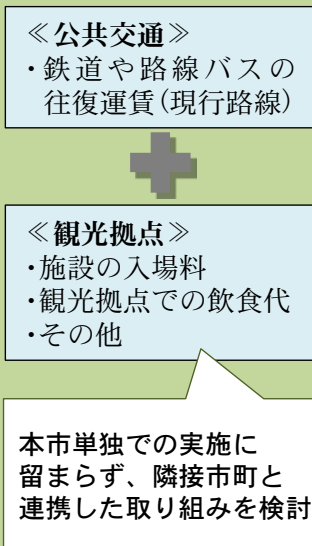 ≪公共交通≫
・鉄道や路線バスの
往復運賃(現行路線)
≪観光拠点≫
・施設の入場料
・観光拠点での飲食代
・その他
本市単独での実施に
留まらず、隣接市町と
連携した取り組みを検討